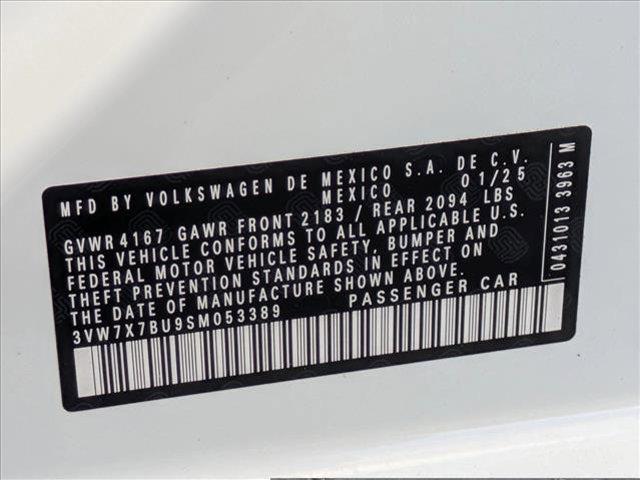 MFD BY VOLKSWAGEN DE MEXICO S.A. DE C.V.
MEXICO 01/25
GVWR 4167 GAWR FRONT 2183 / REAR 2094 LBS
THIS VEHICLE CONFORMS TO ALL APPLICABLE U.S.
FEDERAL MOTOR VEHICLE SAFETY, BUMPER AND
THEFT PREVENTION STANDARDS IN EFFECT ON
THE DATE OF MANUFACTURE SHOWN ABOVE.
3VW7X7BU9SM053389 PASSENGER CAR
04310133963 M